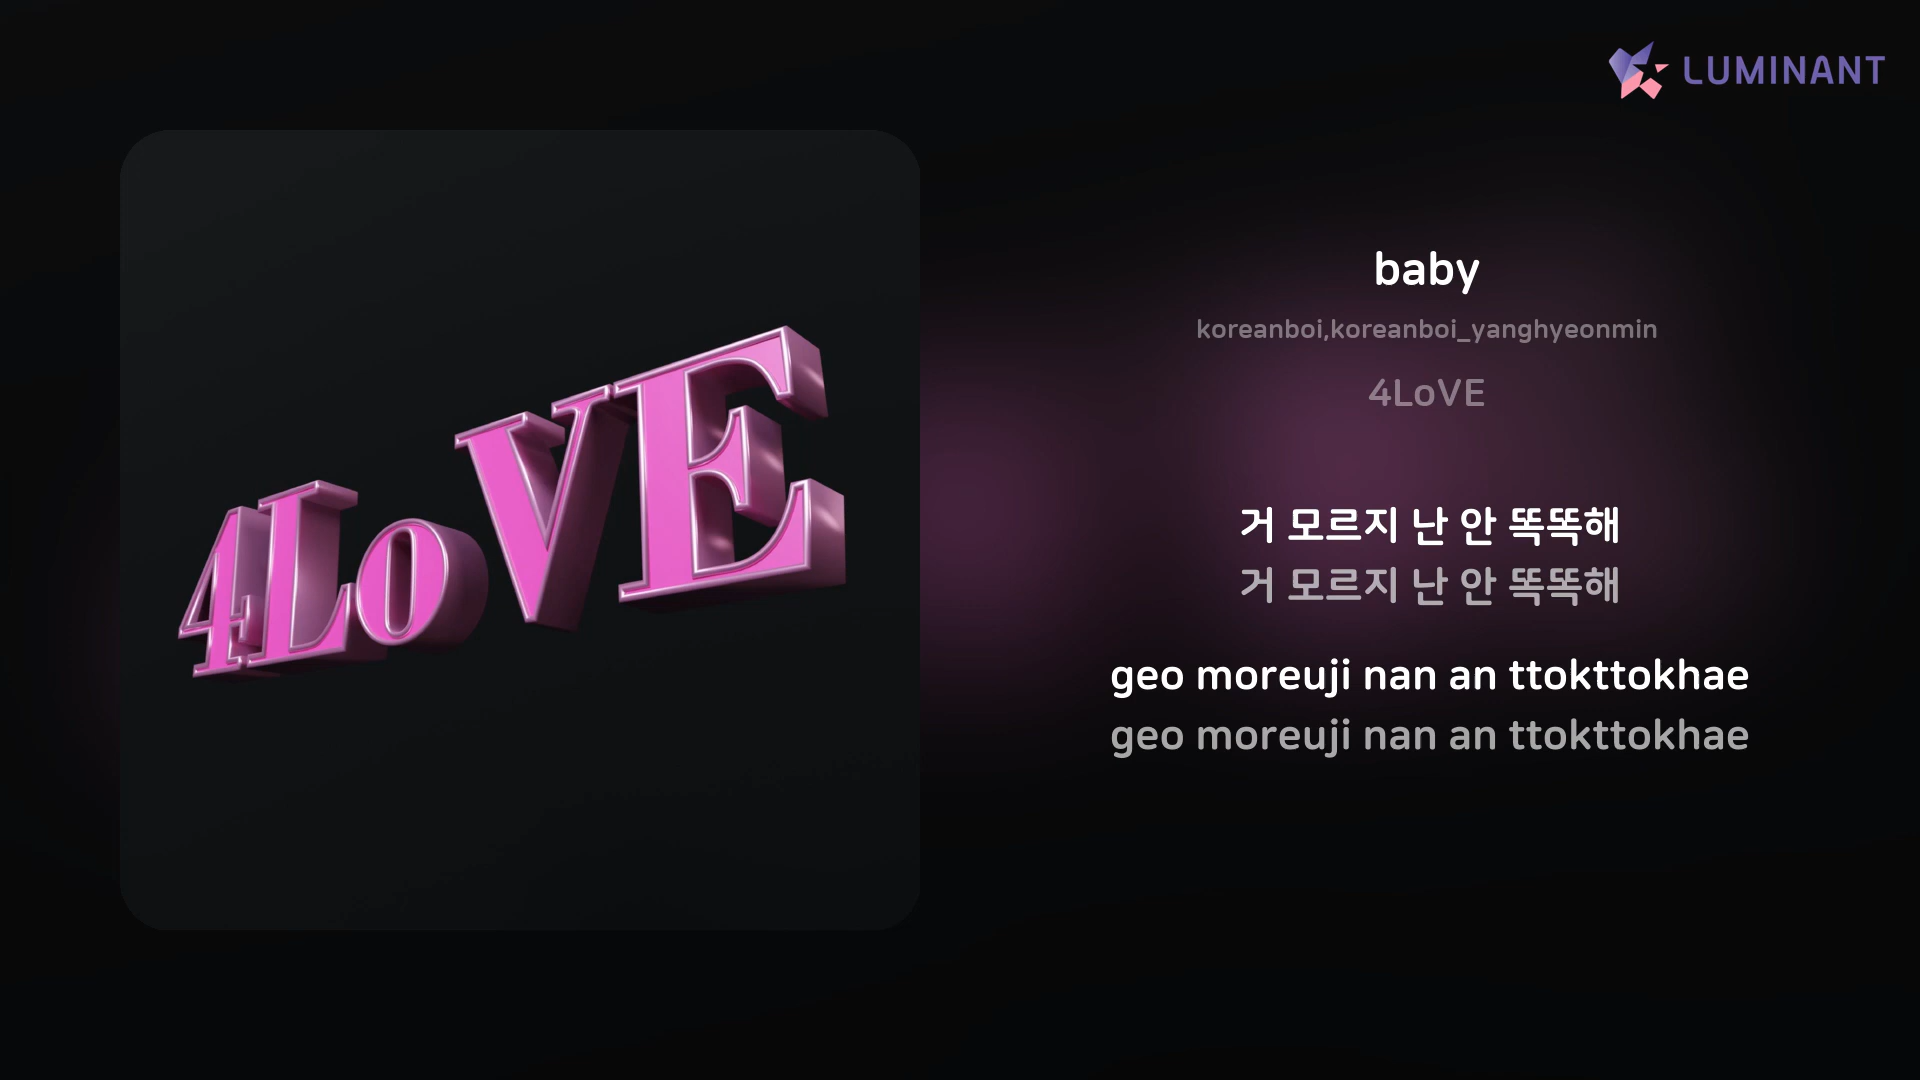 LUMINANT
4LoVE
baby
koreanboi,koreanboi_yanghyeonmin
4LoVE
거 모르지 난 안 똑똑해
거 모르지 난 안 똑똑해
geo moreuji nan an ttokttokhae
geo moreuji nan an ttokttokhae